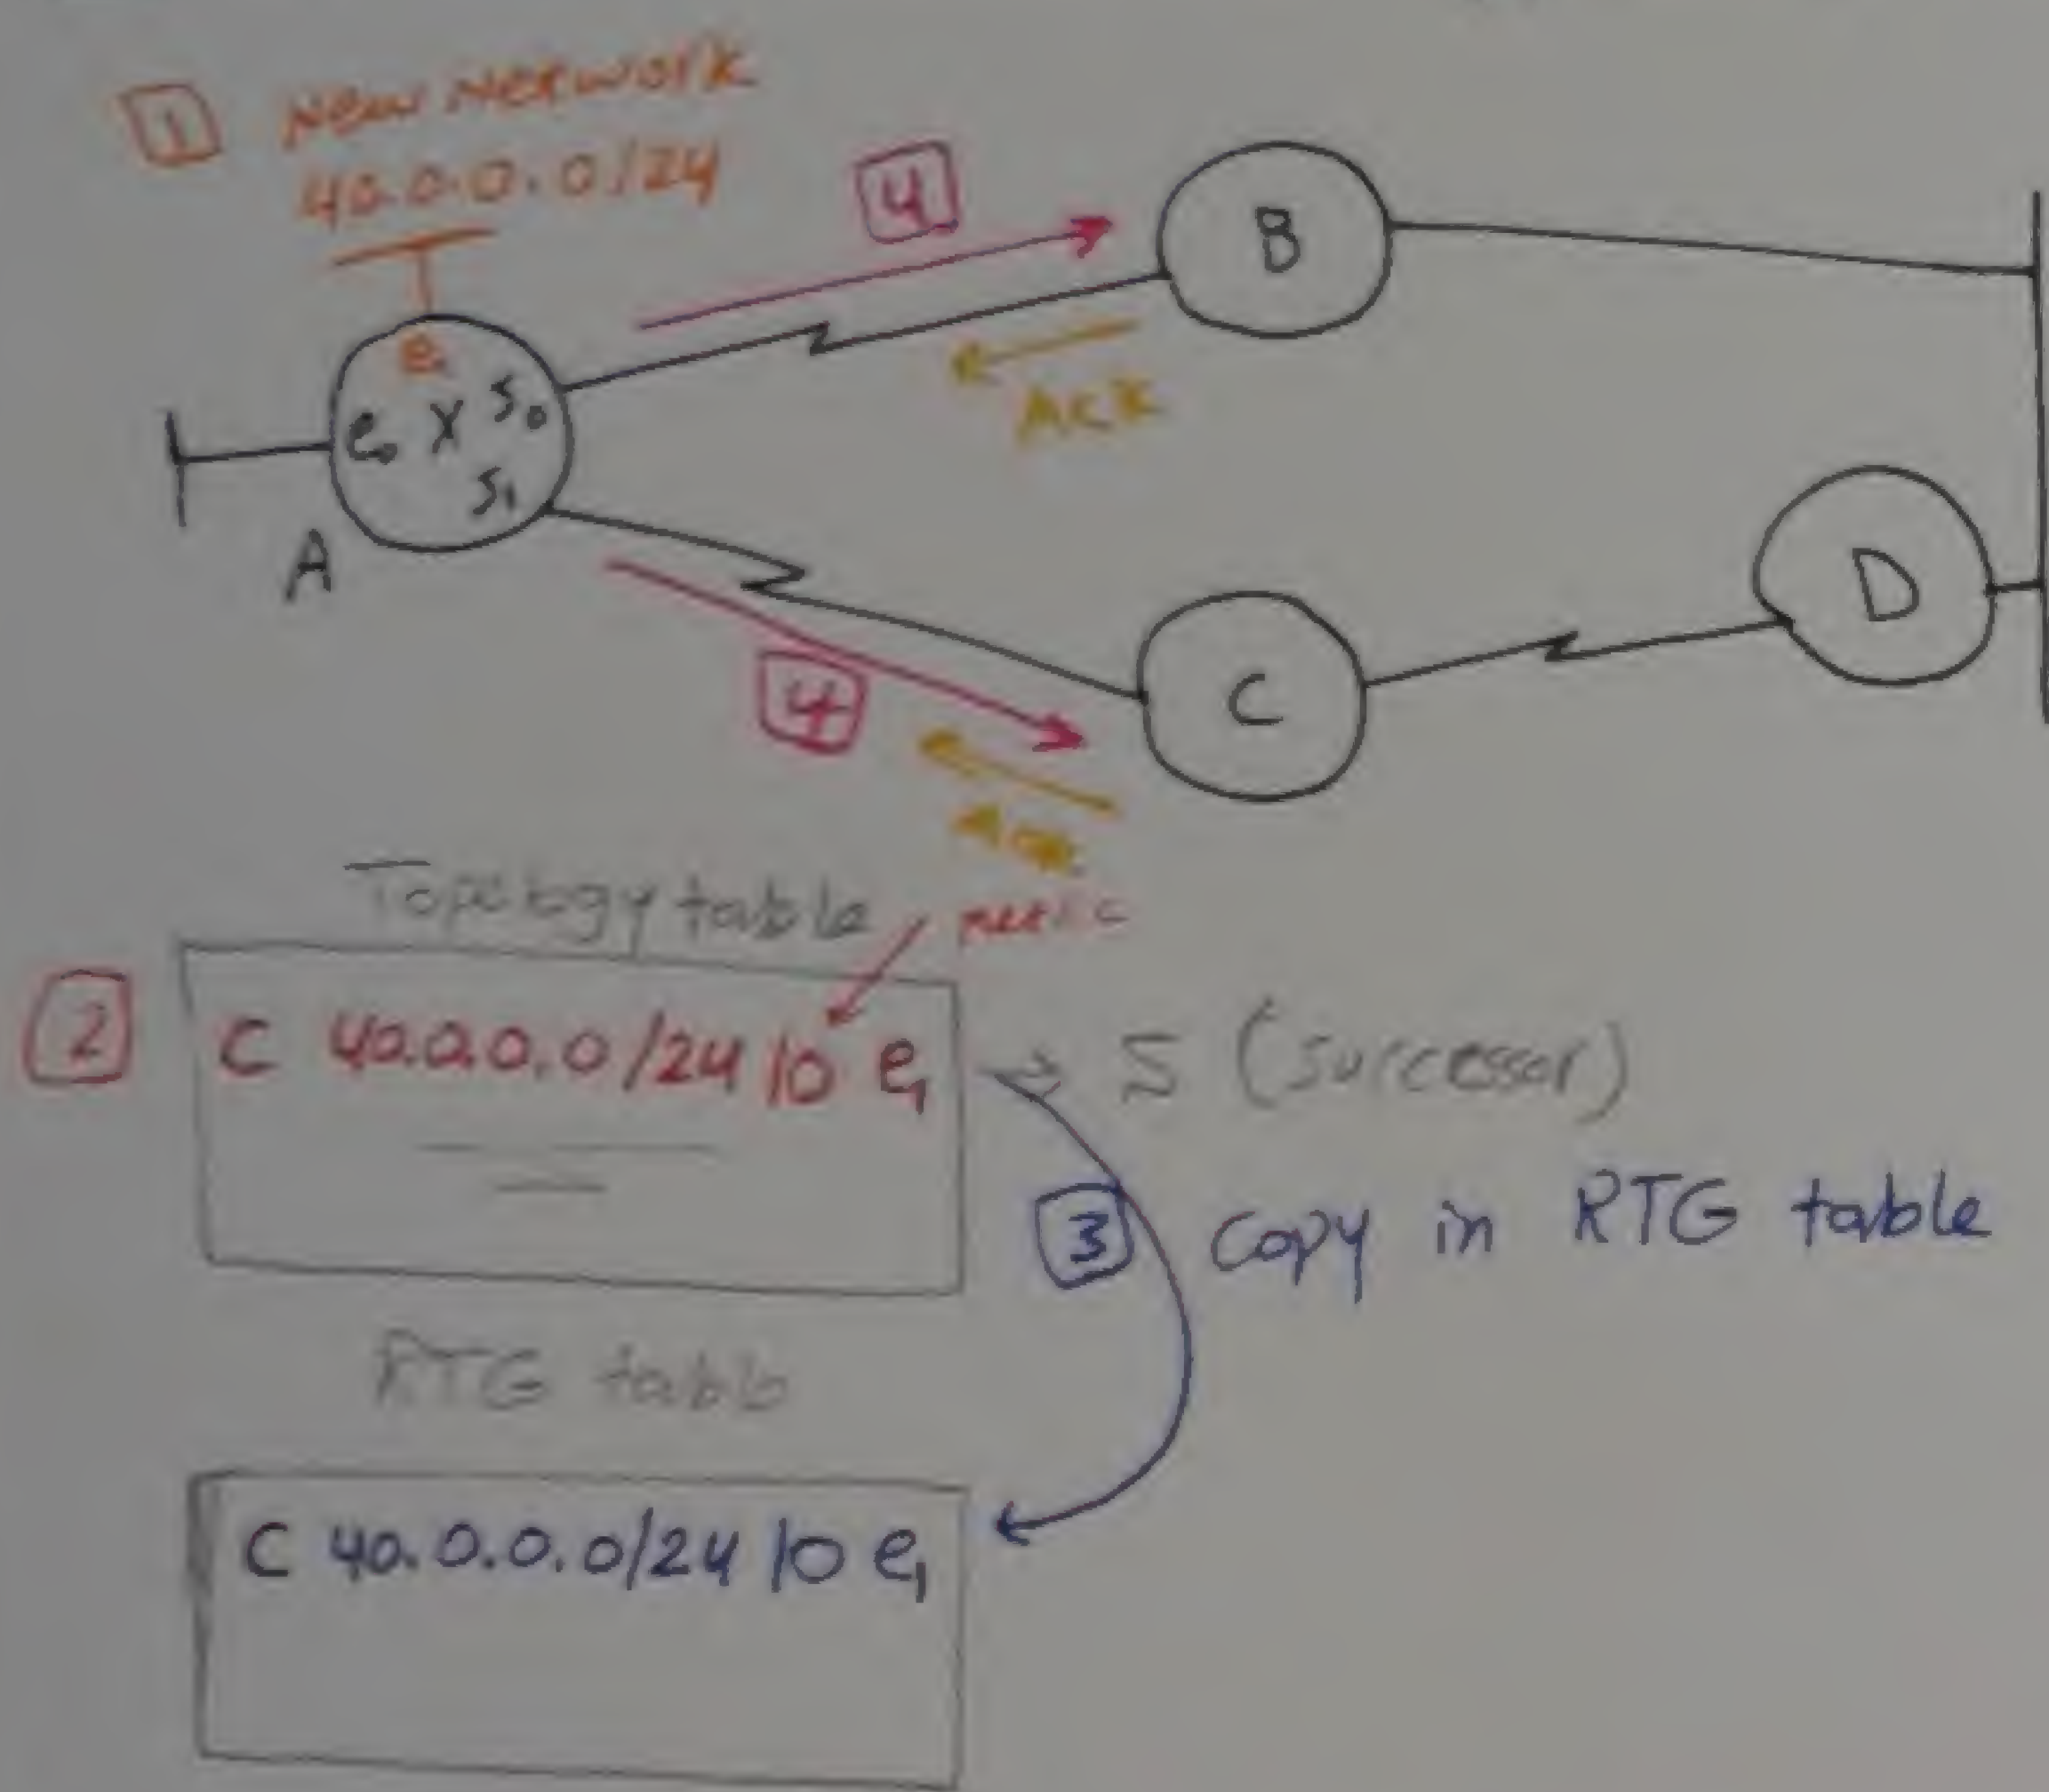 1 New Network
40.0.0.0/24
4
B
e₁
e₀ X S₀
S₁
ACK
A
D
4
C
ACK
Topology table
metric
2 C 40.0.0.0/24 10 e₁
S (successor)
3 Copy in RTG table
RTG table
C 40.0.0.0/24 10 e₁